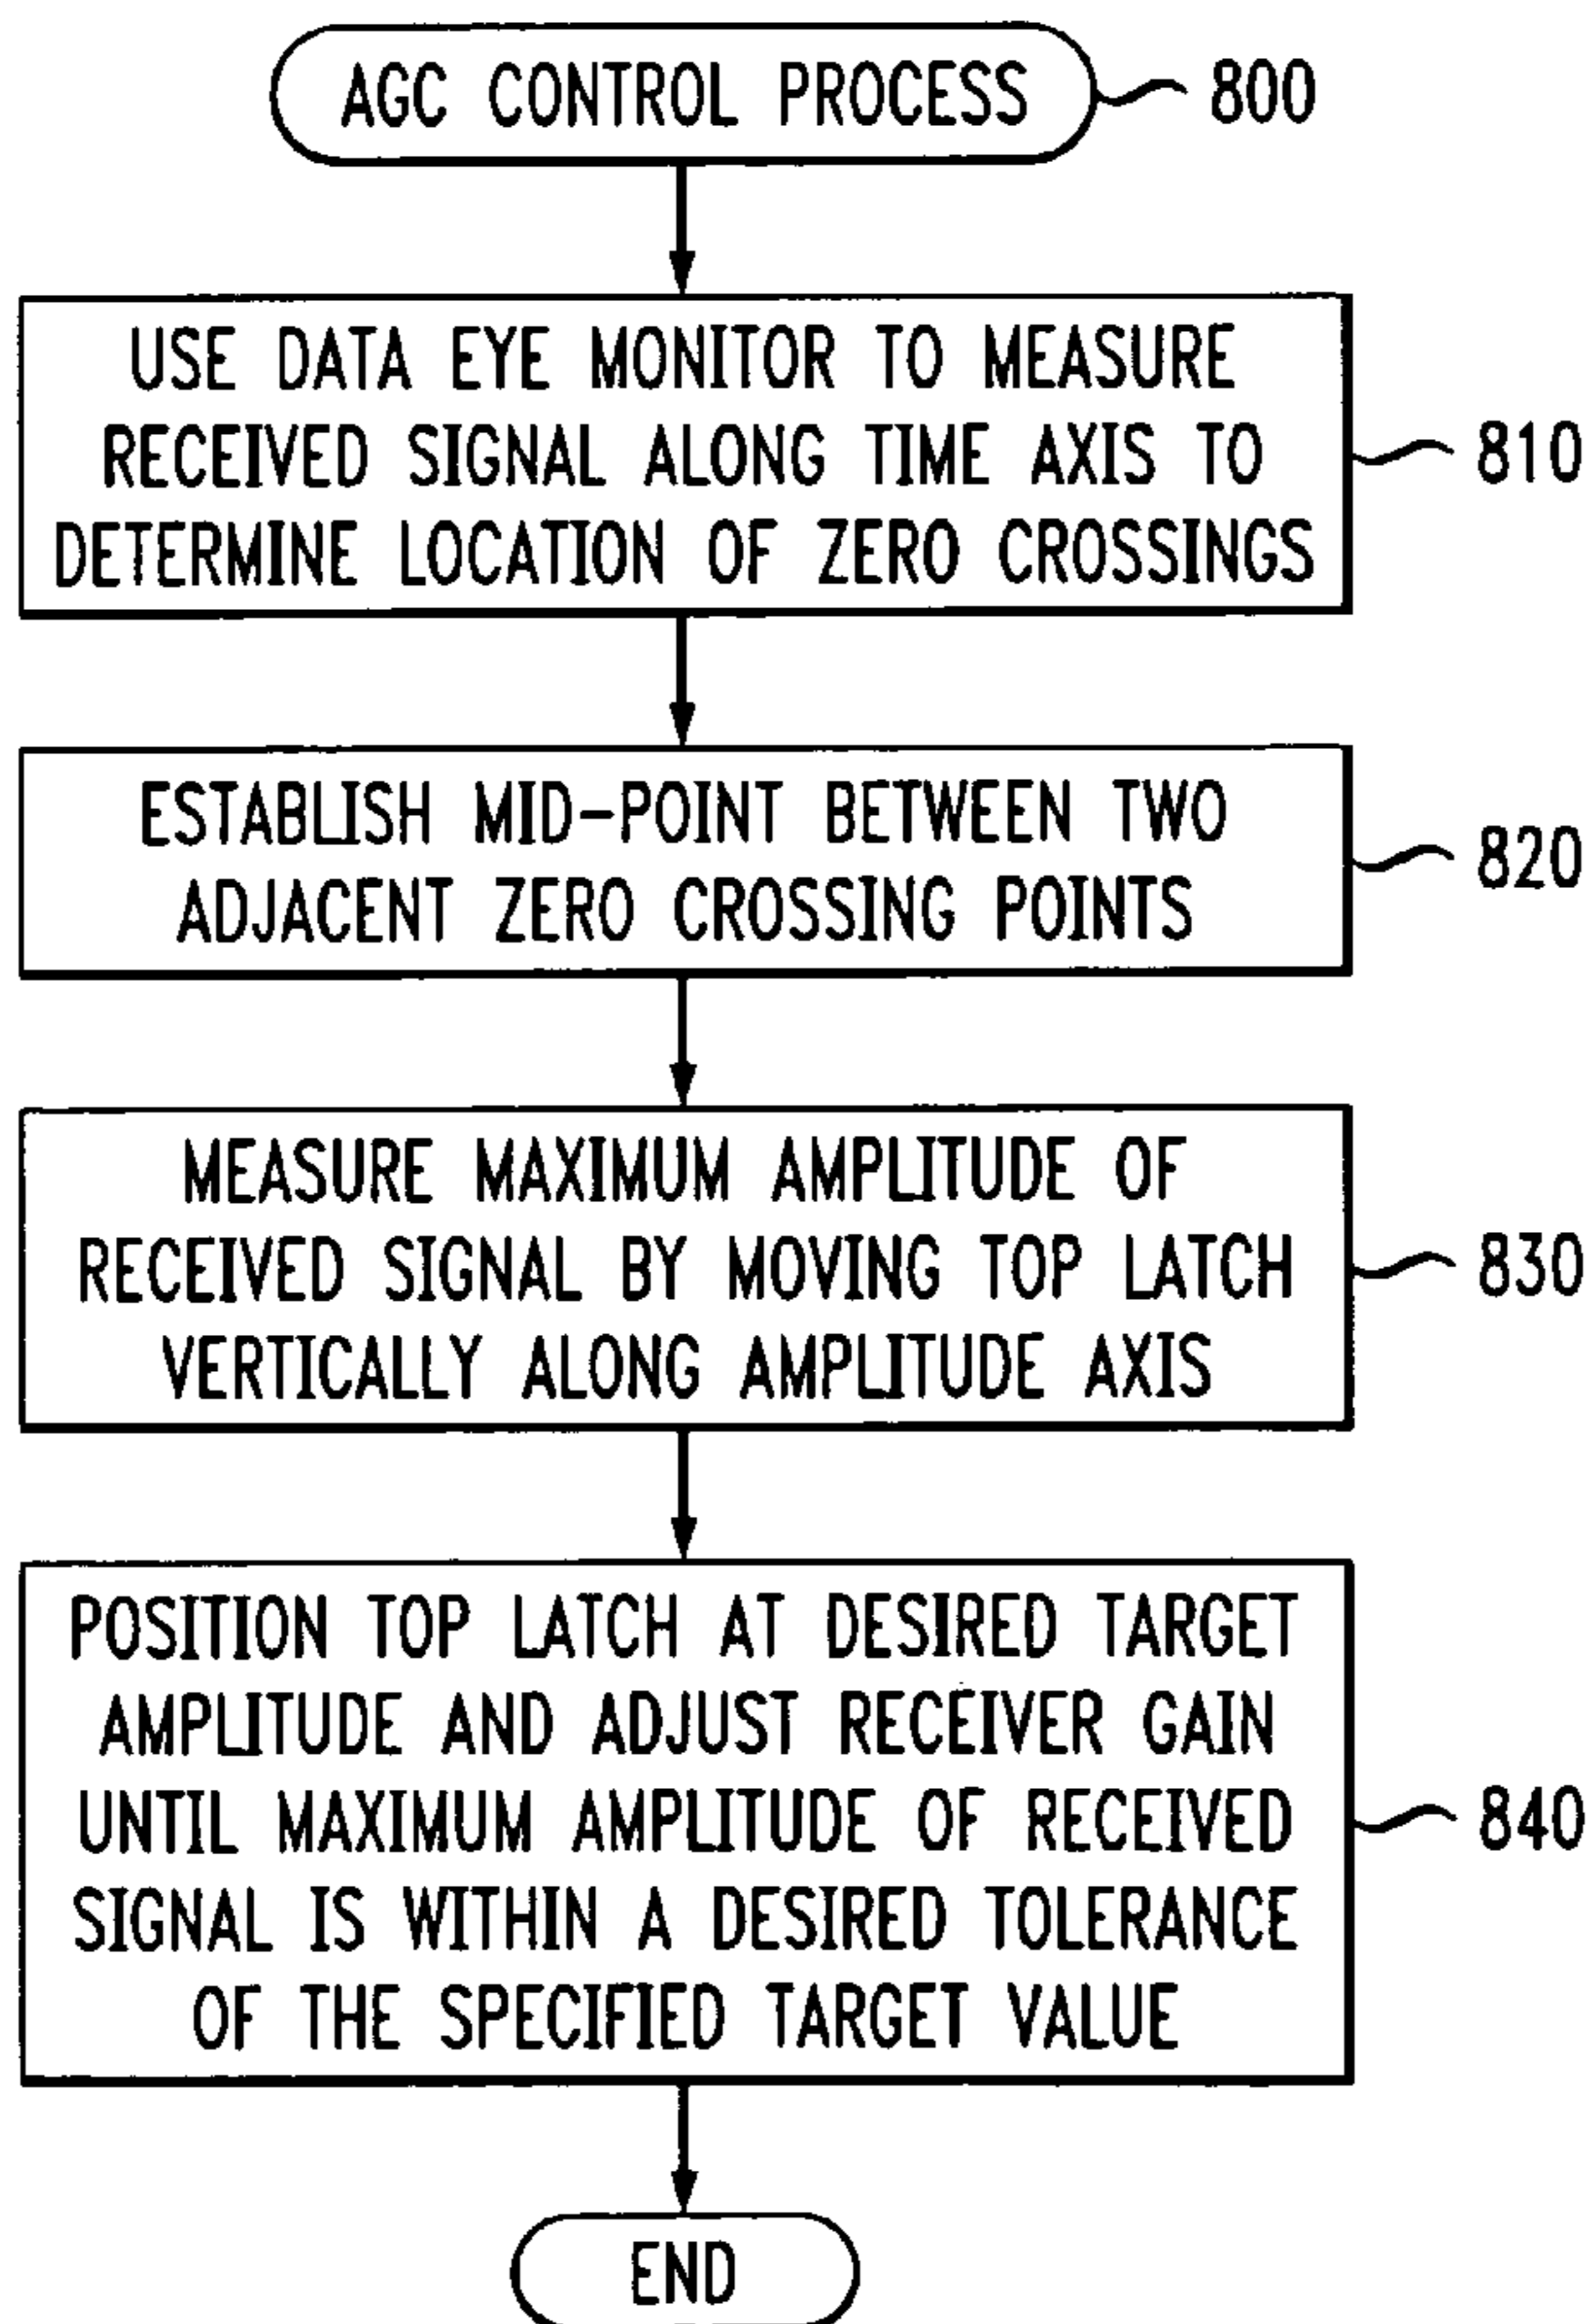 AGC CONTROL PROCESS 800
USE DATA EYE MONITOR TO MEASURE
RECEIVED SIGNAL ALONG TIME AXIS TO 810
DETERMINE LOCATION OF ZERO CROSSINGS
ESTABLISH MID-POINT BETWEEN TWO
820
ADJACENT ZERO CROSSING POINTS
MEASURE MAXIMUM AMPLITUDE OF
RECEIVED SIGNAL BY MOVING TOP LATCH 830
VERTICALLY ALONG AMPLITUDE AXIS
POSITION TOP LATCH AT DESIRED TARGET
AMPLITUDE AND ADJUST RECEIVER GAIN
UNTIL MAXIMUM AMPLITUDE OF RECEIVED 840
SIGNAL IS WITHIN A DESIRED TOLERANCE
OF THE SPECIFIED TARGET VALUE
END